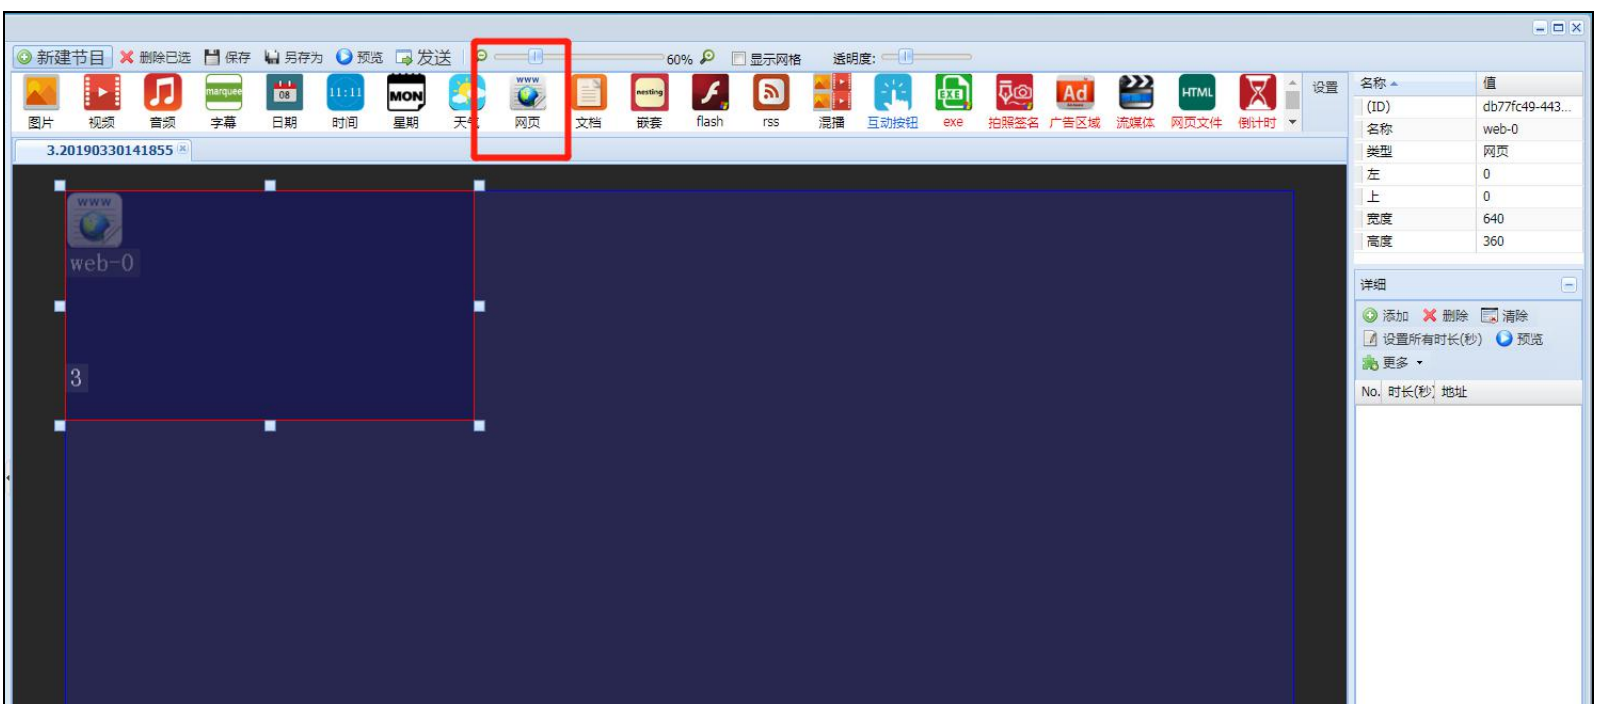 新建节目 删除已选 保存 另存为 预览 发送 60% 显示网格 透明度:
marquee 08 11:11 MON WWW nesting EXE Ad HTML
图片 视频 音频 字幕 日期 时间 星期 天气 网页 文档 嵌套 flash rss 混播 互动按钮 exe 拍照签名 广告区域 流媒体 网页文件 倒计时 设置
3.20190330141855
WWW
web-0
3
名称 值
(ID) db77fc49-443...
名称 web-0
类型 网页
左 0
上 0
宽度 640
高度 360
详细
添加 删除 清除
设置所有时长(秒) 预览
更多
No. 时长(秒) 地址